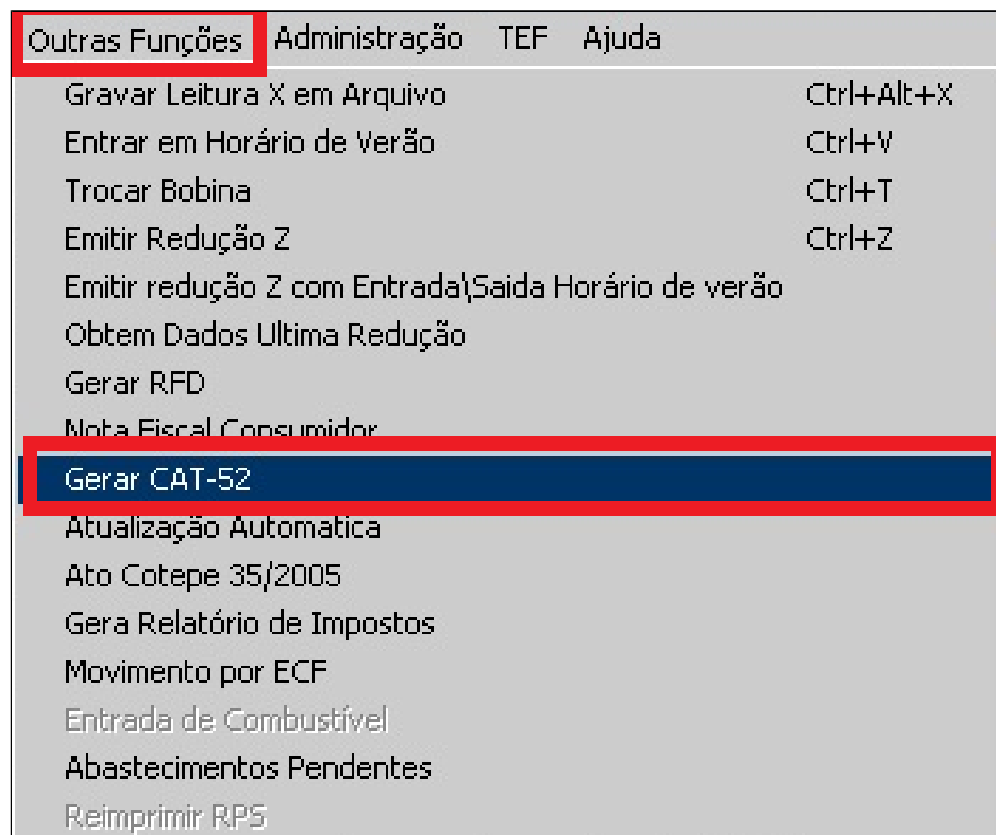 Outras Funções Administração TEF Ajuda
Gravar Leitura X em Arquivo Ctrl+Alt+X
Entrar em Horário de Verão Ctrl+V
Trocar Bobina Ctrl+T
Emitir Redução Z Ctrl+Z
Emitir redução Z com Entrada\Saida Horário de verão
Obtem Dados Ultima Redução
Gerar RFD
Nota Fiscal Consumidor
Gerar CAT-52
Atualização Automatica
Ato Cotepe 35/2005
Gera Relatório de Impostos
Movimento por ECF
Entrada de Combustível
Abastecimentos Pendentes
Reimprimir RPS